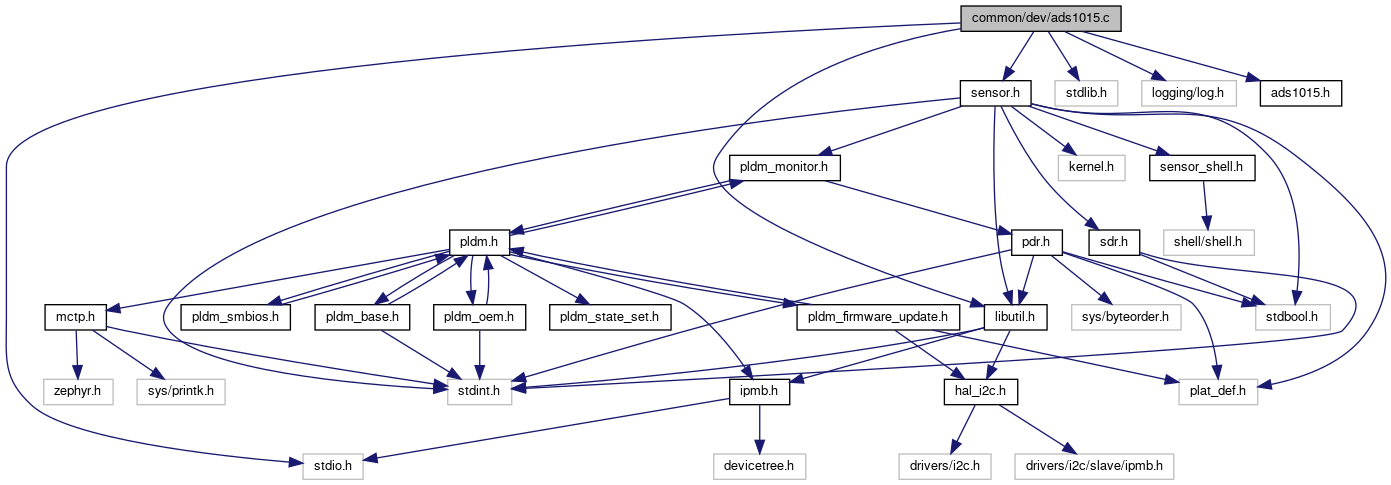 common/dev/ads1015.c
sensor.h
stdlib.h
logging/log.h
ads1015.h
pldm_monitor.h
kernel.h
sensor_shell.h
pldm.h
pdr.h
sdr.h
shell/shell.h
mctp.h
pldm_smbios.h
pldm_base.h
pldm_oem.h
pldm_state_set.h
pldm_firmware_update.h
libutil.h
sys/byteorder.h
stdbool.h
zephyr.h
sys/printk.h
stdint.h
ipmb.h
hal_i2c.h
plat_def.h
stdio.h
devicetree.h
drivers/i2c.h
drivers/i2c/slave/ipmb.h